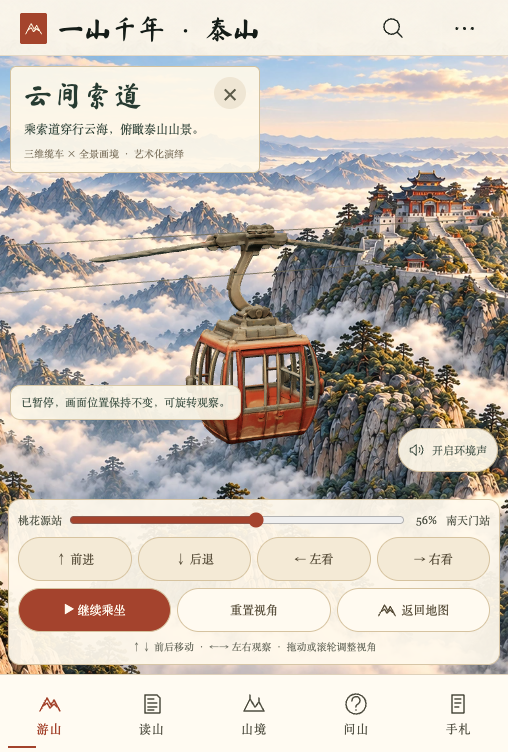 一山千年 · 泰山
云间索道
乘索道穿行云海，俯瞰泰山山景。
三维缆车 × 全景画境 · 艺术化演绎
已暂停，画面位置保持不变，可旋转观察。
开启环境声
桃花源站 56% 南天门站
↑ 前进 ↓ 后退 ← 左看 → 右看
继续乘坐 重置视角 返回地图
↑ ↓ 前后移动 · ←→ 左右观察 · 拖动或滚轮调整视角
游山 读山 山境 问山 手札